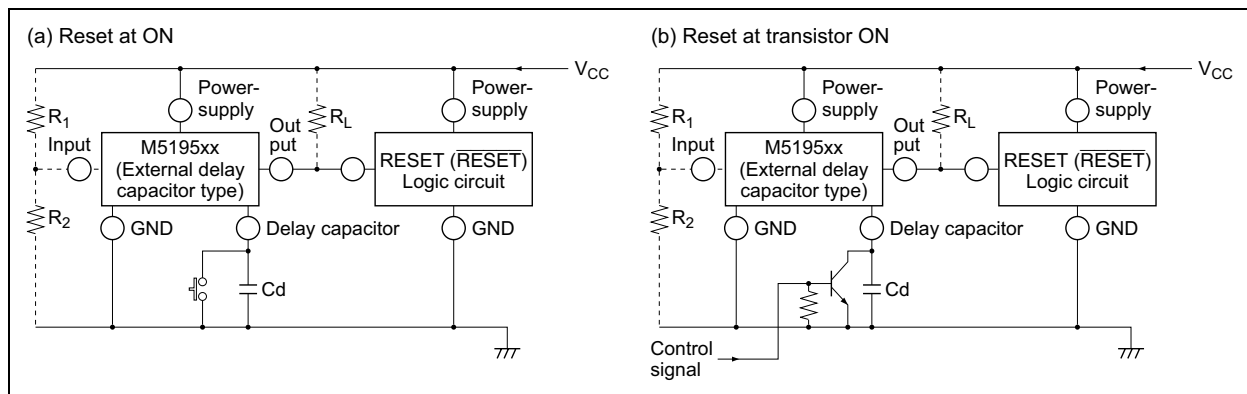 (a) Reset at ON
VCC
Power-
supply
R1
Input
M5195xx
(External delay
capacitor type)
Out
put
RL
RESET (RESET)
Logic circuit
R2
GND
Delay capacitor
GND
Cd
(b) Reset at transistor ON
VCC
Power-
supply
Power-
supply
R1
Input
M5195xx
(External delay
capacitor type)
Out
put
RL
RESET (RESET)
Logic circuit
R2
GND
Delay capacitor
GND
Cd
Control
signal
Power-
supply